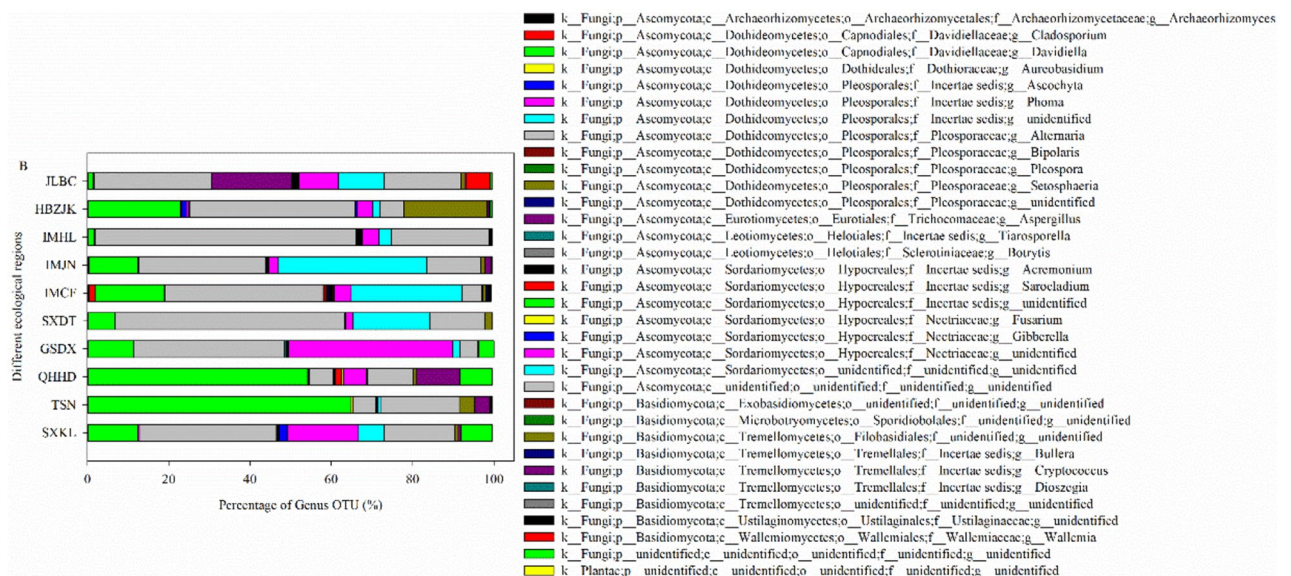 B
Different ecological regions
JLBC
HBZJK
IMHL
IMJN
IMCF
SXDT
GSDX
QHHD
TSN
SXKL
0 20 40 60 80 100
Percentage of Genus OTU (%)
k__Fungi;p__Ascomycota;c__Archaeorhizomycetes;o__Archaeorhizomycetales;f__Archaeorhizomycetaceae;g__Archaeorhizomyces
k__Fungi;p__Ascomycota;c__Dothideomycetes;o__Capnodiales;f__Davidiellaceae;g__Cladosporium
k__Fungi;p__Ascomycota;c__Dothideomycetes;o__Capnodiales;f__Davidiellaceae;g__Davidiella
k__Fungi;p__Ascomycota;c__Dothideomycetes;o__Dothideales;f__Dothioraceae;g__Aureobasidium
k__Fungi;p__Ascomycota;c__Dothideomycetes;o__Pleosporales;f__Incertae sedis;g__Ascochyta
k__Fungi;p__Ascomycota;c__Dothideomycetes;o__Pleosporales;f__Incertae sedis;g__Phoma
k__Fungi;p__Ascomycota;c__Dothideomycetes;o__Pleosporales;f__Incertae sedis;g__unidentified
k__Fungi;p__Ascomycota;c__Dothideomycetes;o__Pleosporales;f__Pleosporaceae;g__Alternaria
k__Fungi;p__Ascomycota;c__Dothideomycetes;o__Pleosporales;f__Pleosporaceae;g__Bipolaris
k__Fungi;p__Ascomycota;c__Dothideomycetes;o__Pleosporales;f__Pleosporaceae;g__Pleospora
k__Fungi;p__Ascomycota;c__Dothideomycetes;o__Pleosporales;f__Pleosporaceae;g__Setosphaeria
k__Fungi;p__Ascomycota;c__Dothideomycetes;o__Pleosporales;f__Pleosporaceae;g__unidentified
k__Fungi;p__Ascomycota;c__Eurotiomycetes;o__Eurotiales;f__Trichocomaceae;g__Aspergillus
k__Fungi;p__Ascomycota;c__Leotiomycetes;o__Helotiales;f__Incertae sedis;g__Tiarosporella
k__Fungi;p__Ascomycota;c__Leotiomycetes;o__Helotiales;f__Sclerotiniaceae;g__Botrytis
k__Fungi;p__Ascomycota;c__Sordariomycetes;o__Hypocreales;f__Incertae sedis;g__Acremonium
k__Fungi;p__Ascomycota;c__Sordariomycetes;o__Hypocreales;f__Incertae sedis;g__Sarocladium
k__Fungi;p__Ascomycota;c__Sordariomycetes;o__Hypocreales;f__Incertae sedis;g__unidentified
k__Fungi;p__Ascomycota;c__Sordariomycetes;o__Hypocreales;f__Nectriaceae;g__Fusarium
k__Fungi;p__Ascomycota;c__Sordariomycetes;o__Hypocreales;f__Nectriaceae;g__Gibberella
k__Fungi;p__Ascomycota;c__Sordariomycetes;o__Hypocreales;f__Nectriaceae;g__unidentified
k__Fungi;p__Ascomycota;c__Sordariomycetes;o__unidentified;f__unidentified;g__unidentified
k__Fungi;p__Ascomycota;c__unidentified;o__unidentified;f__unidentified;g__unidentified
k__Fungi;p__Basidiomycota;c__Exobasidiomycetes;o__unidentified;f__unidentified;g__unidentified
k__Fungi;p__Basidiomycota;c__Microbotryomycetes;o__Sporidiobolales;f__unidentified;g__unidentified
k__Fungi;p__Basidiomycota;c__Tremellomycetes;o__Filobasidiales;f__unidentified;g__unidentified
k__Fungi;p__Basidiomycota;c__Tremellomycetes;o__Tremellales;f__Incertae sedis;g__Bullera
k__Fungi;p__Basidiomycota;c__Tremellomycetes;o__Tremellales;f__Incertae sedis;g__Cryptococcus
k__Fungi;p__Basidiomycota;c__Tremellomycetes;o__Tremellales;f__Incertae sedis;g__Dioszegia
k__Fungi;p__Basidiomycota;c__Tremellomycetes;o__unidentified;f__unidentified;g__unidentified
k__Fungi;p__Basidiomycota;c__Ustilaginomycetes;o__Ustilaginales;f__Ustilaginaceae;g__unidentified
k__Fungi;p__Basidiomycota;c__Wallemiomycetes;o__Wallemiales;f__Wallemiaceae;g__Wallemia
k__Fungi;p__unidentified;c__unidentified;o__unidentified;f__unidentified;g__unidentified
k__Plantae;p__unidentified;c__unidentified;o__unidentified;f__unidentified;g__unidentified